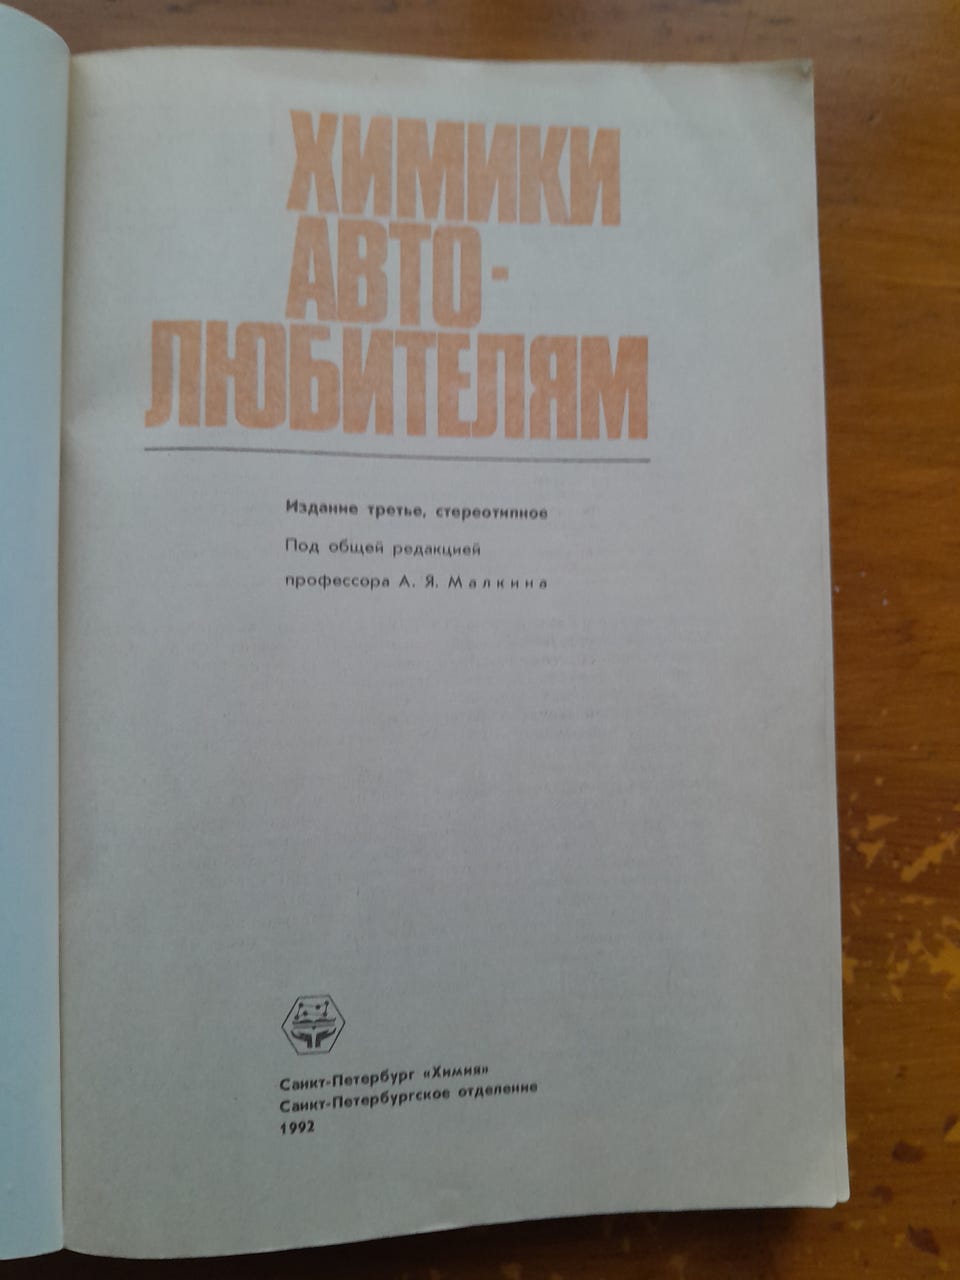 ХИМИКИ
АВТО-
ЛЮБИТЕЛЯМ
Издание третье, стереотипное
Под общей редакцией
профессора А. Я. Малкина
Санкт-Петербург «Химия»
Санкт-Петербургское отделение
1992